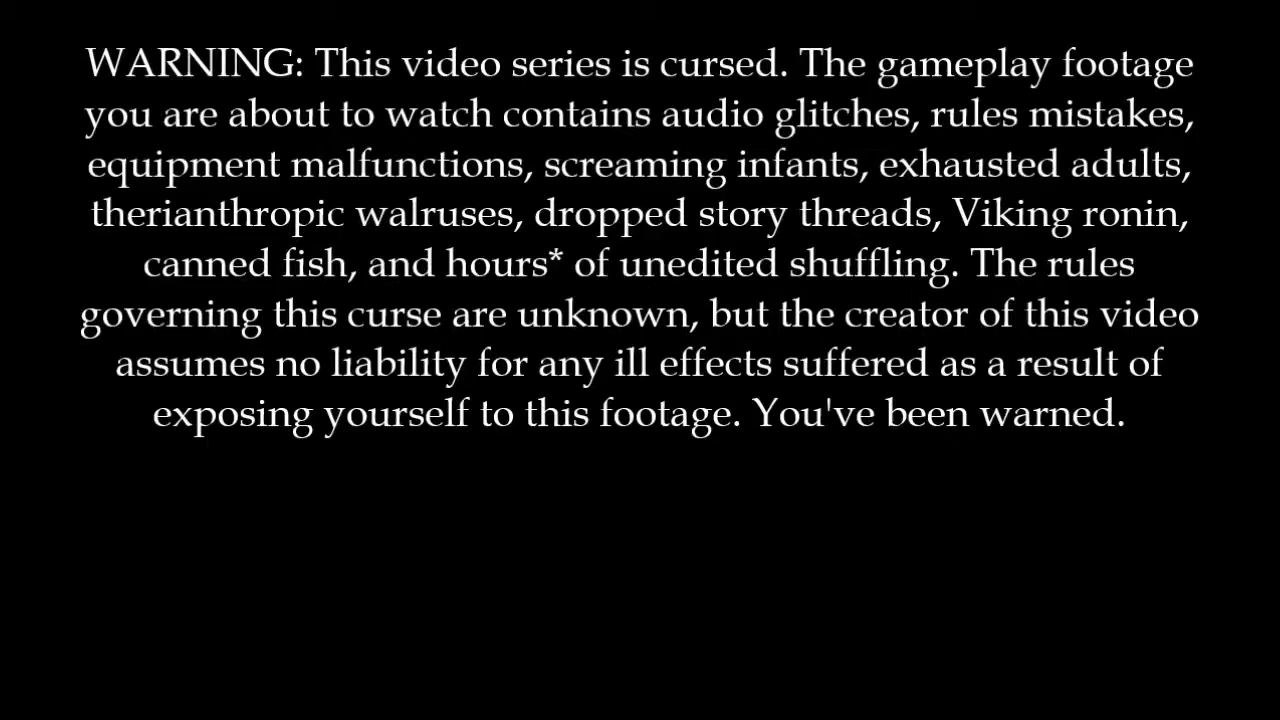 WARNING: This video series is cursed. The gameplay footage
you are about to watch contains audio glitches, rules mistakes,
equipment malfunctions, screaming infants, exhausted adults,
therianthropic walruses, dropped story threads, Viking ronin,
canned fish, and hours* of unedited shuffling. The rules
governing this curse are unknown, but the creator of this video
assumes no liability for any ill effects suffered as a result of
exposing yourself to this footage. You've been warned.